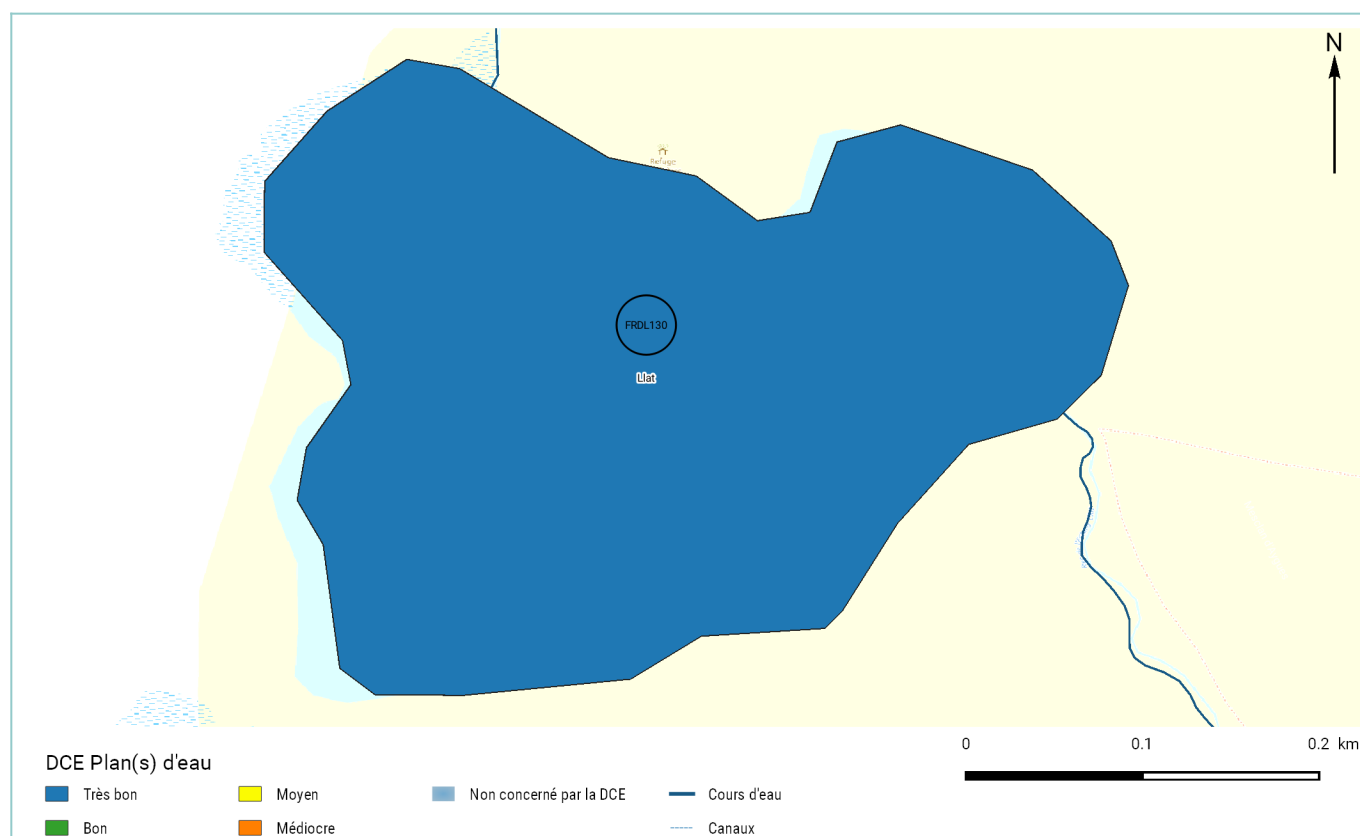 N
Refuge
FRDL130
Llat
0 0.1 0.2 km
DCE Plan(s) d'eau
Très bon Moyen Non concerné par la DCE Cours d'eau
Bon Médiocre Canaux